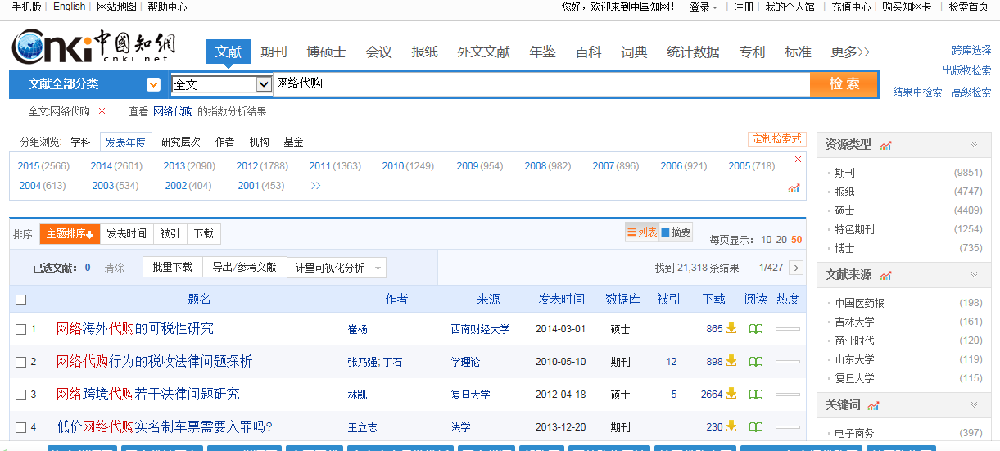 手机版 English 网站地图 帮助中心 您好，欢迎来到中国知网！ 登录 注册 我的个人馆 充值中心 购买知网卡 检索首页
Cnki 中國知網
cnki.net
文献 期刊 博硕士 会议 报纸 外文文献 年鉴 百科 词典 统计数据 专利 标准 更多>>
跨库选择
出版物检索
文献全部分类 全文 网络代购 检索
结果中检索 高级检索
全文:网络代购 × 查看 网络代购 的指数分析结果
分组浏览: 学科 发表年度 研究层次 作者 机构 基金 定制检索式
2015(2566) 2014(2601) 2013(2090) 2012(1788) 2011(1363) 2010(1249) 2009(954) 2008(982) 2007(896) 2006(921) 2005(718)
2004(613) 2003(534) 2002(404) 2001(453) >>
排序: 主题排序 发表时间 被引 下载 列表 摘要 每页显示: 10 20 50
已选文献: 0 清除 批量下载 导出/参考文献 计量可视化分析 找到 21,318 条结果 1/427 >
题名 作者 来源 发表时间 数据库 被引 下载 阅读 热度
1 网络海外代购的可税性研究 崔杨 西南财经大学 2014-03-01 硕士 865
2 网络代购行为的税收法律问题探析 张乃强; 丁石 学理论 2010-05-10 期刊 12 898
3 网络跨境代购若干法律问题研究 林凯 复旦大学 2012-04-18 硕士 5 2664
4 低价网络代购实名制车票需要入罪吗? 王立志 法学 2013-12-20 期刊 230
资源类型
期刊 (9851)
报纸 (4747)
硕士 (4409)
特色期刊 (1254)
博士 (735)
文献来源
中国医药报 (198)
吉林大学 (161)
商业时代 (120)
山东大学 (119)
复旦大学 (115)
关键词
电子商务 (397)